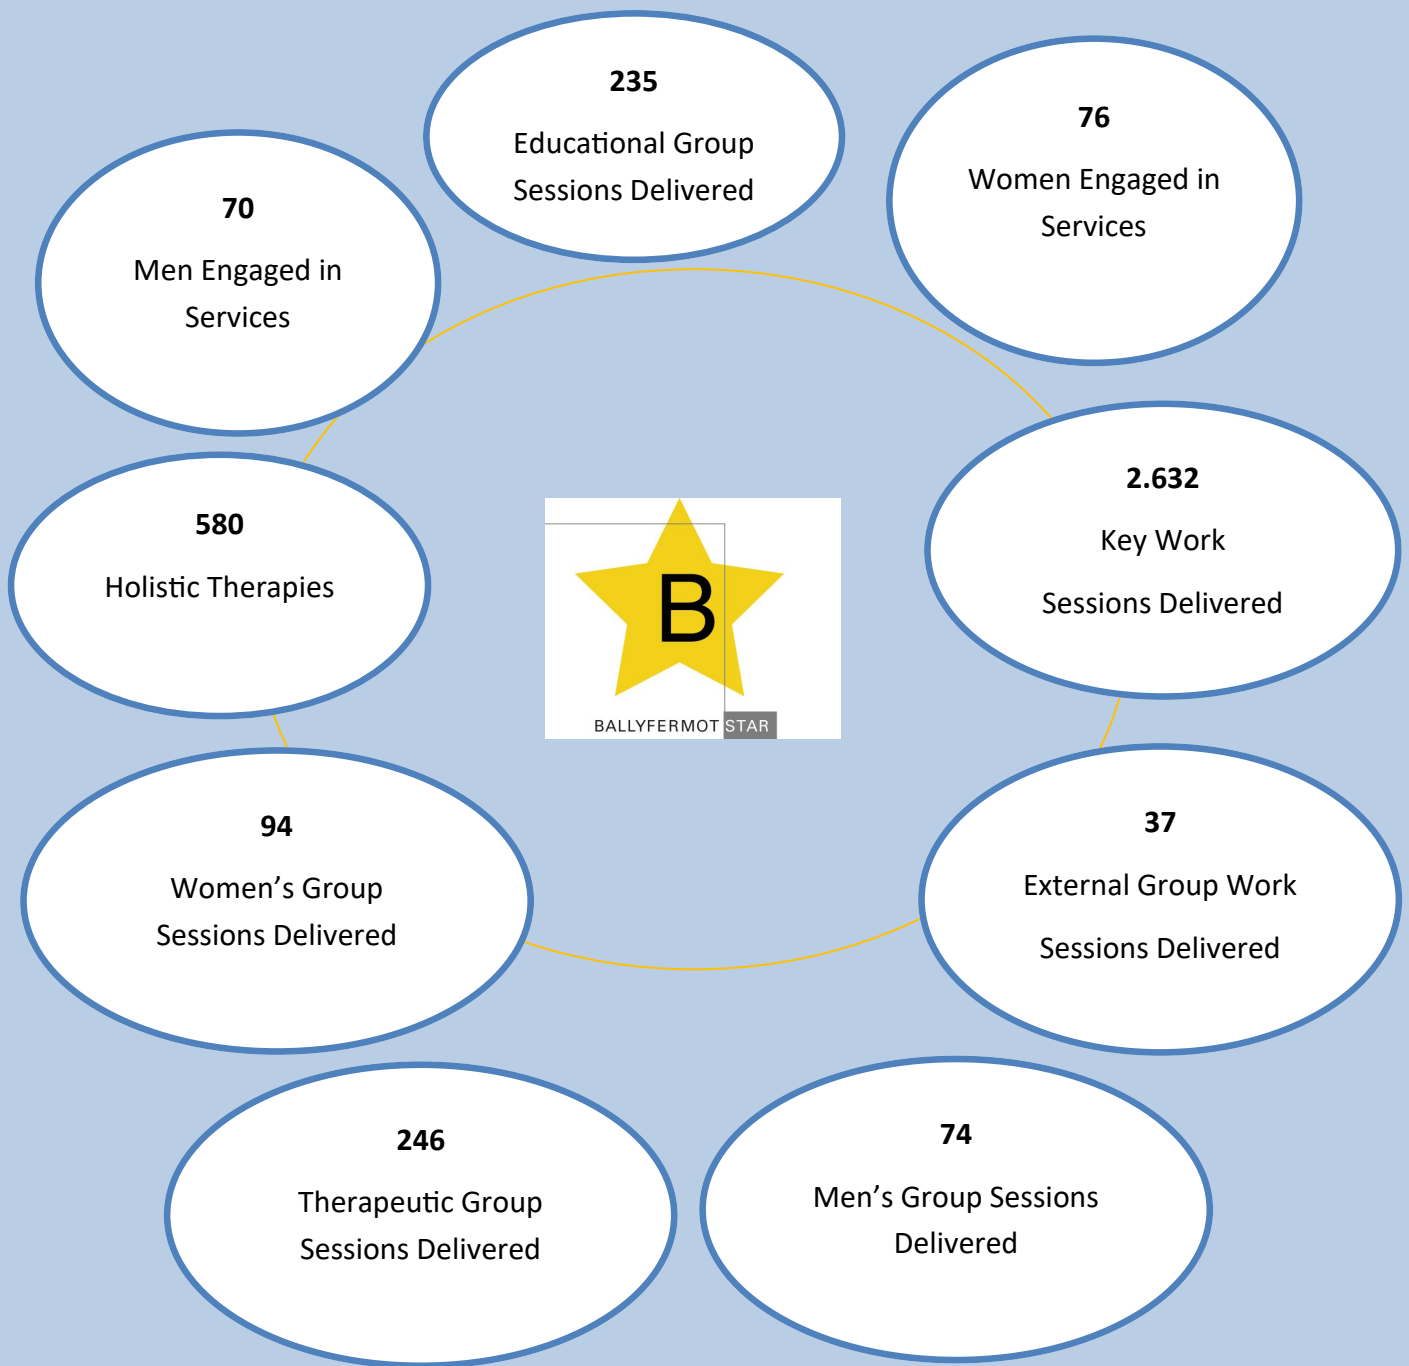 235
Educational Group
Sessions Delivered
76
Women Engaged in
Services
70
Men Engaged in
Services
2.632
Key Work
Sessions Delivered
580
Holistic Therapies
B
BALLYFERMOT STAR
94
Women’s Group
Sessions Delivered
37
External Group Work
Sessions Delivered
246
Therapeutic Group
Sessions Delivered
74
Men’s Group Sessions
Delivered